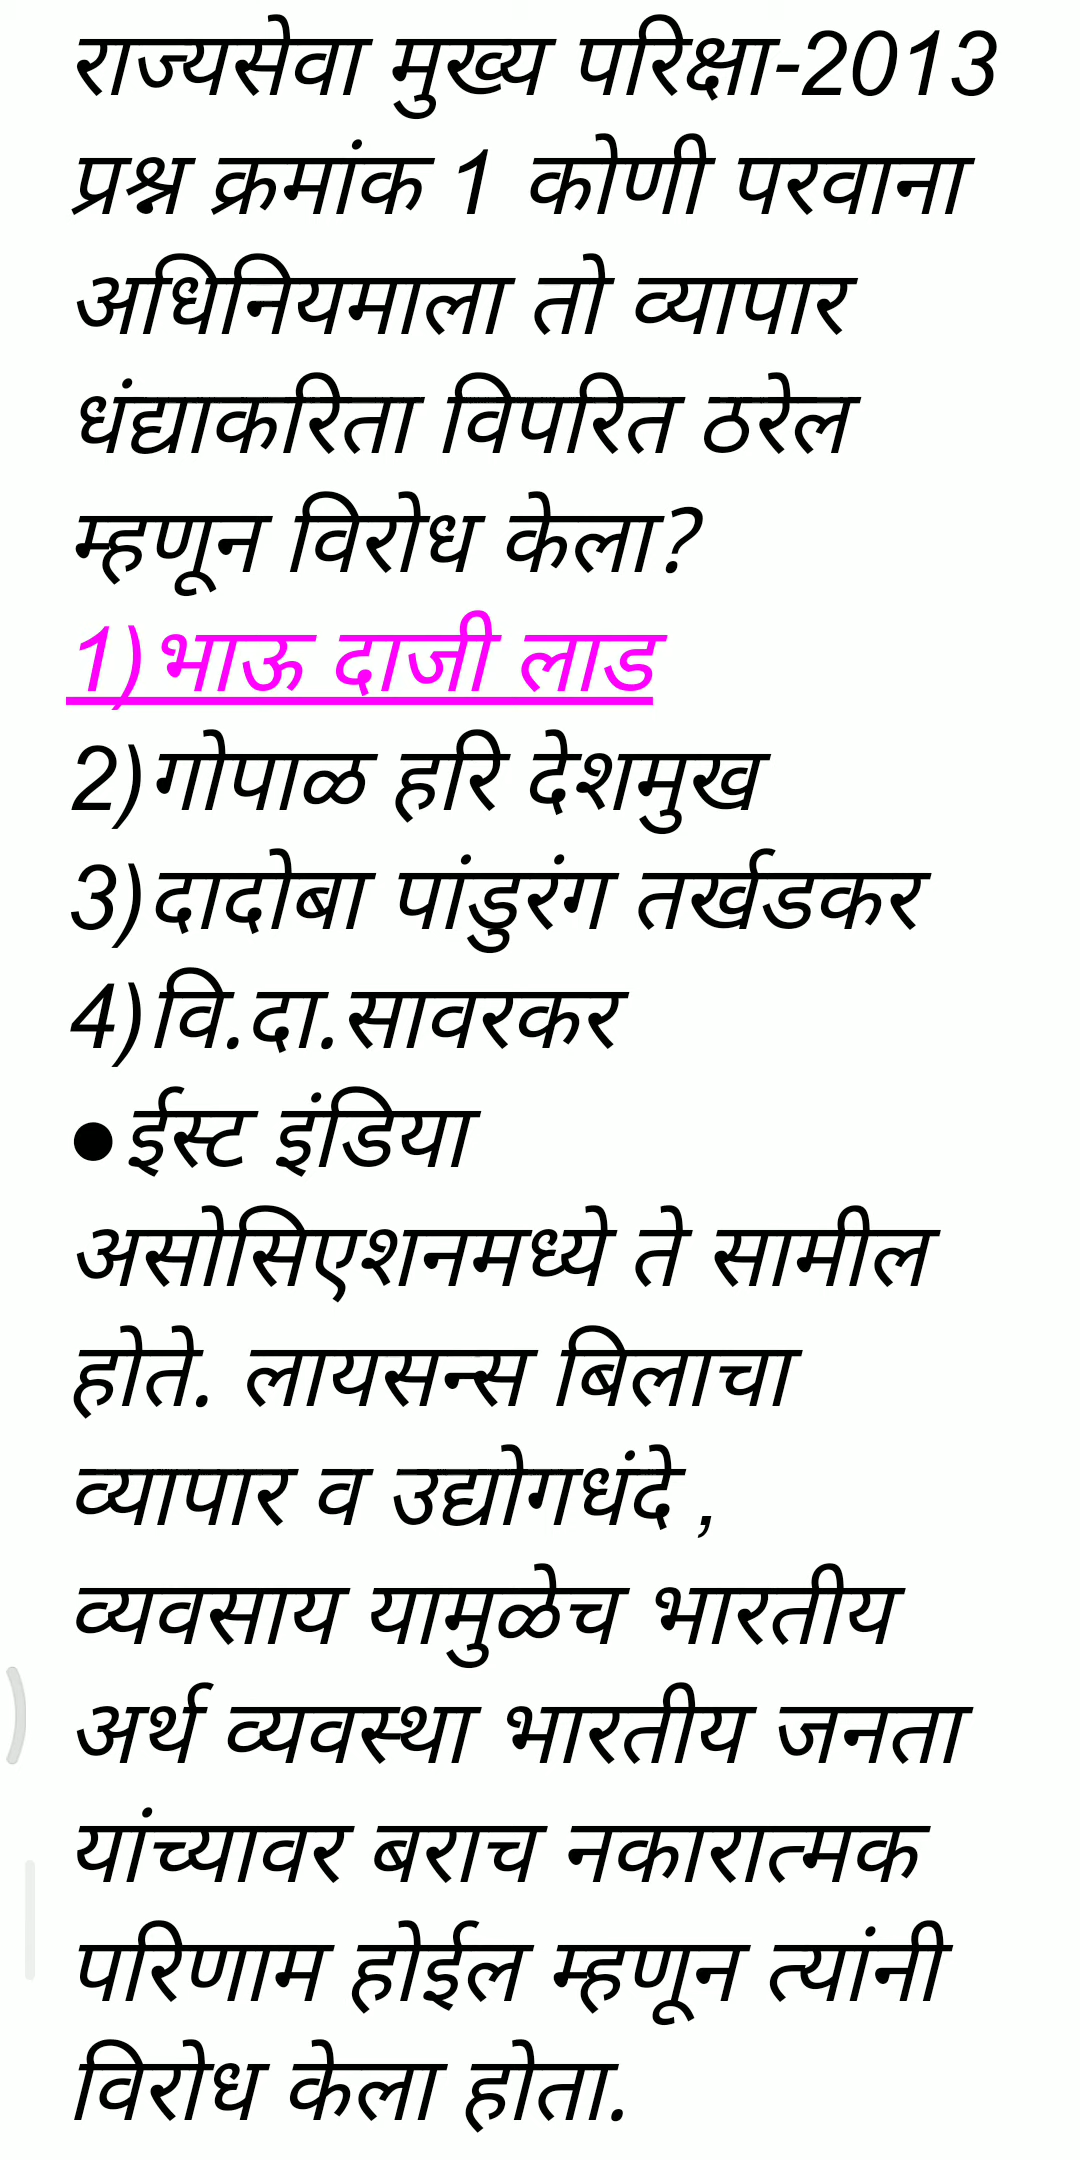 राज्यसेवा मुख्य परिक्षा-2013
प्रश्न क्रमांक 1 कोणी परवाना
अधिनियमाला तो व्यापार
धंद्याकरिता विपरित ठरेल
म्हणून विरोध केला?
1)भाऊ दाजी लाड
2)गोपाळ हरि देशमुख
3)दादोबा पांडुरंग तर्खडकर
4)वि.दा.सावरकर
●ईस्ट इंडिया
असोसिएशनमध्ये ते सामील
होते. लायसन्स बिलाचा
व्यापार व उद्योगधंदे ,
व्यवसाय यामुळेच भारतीय
अर्थ व्यवस्था भारतीय जनता
यांच्यावर बराच नकारात्मक
परिणाम होईल म्हणून त्यांनी
विरोध केला होता.